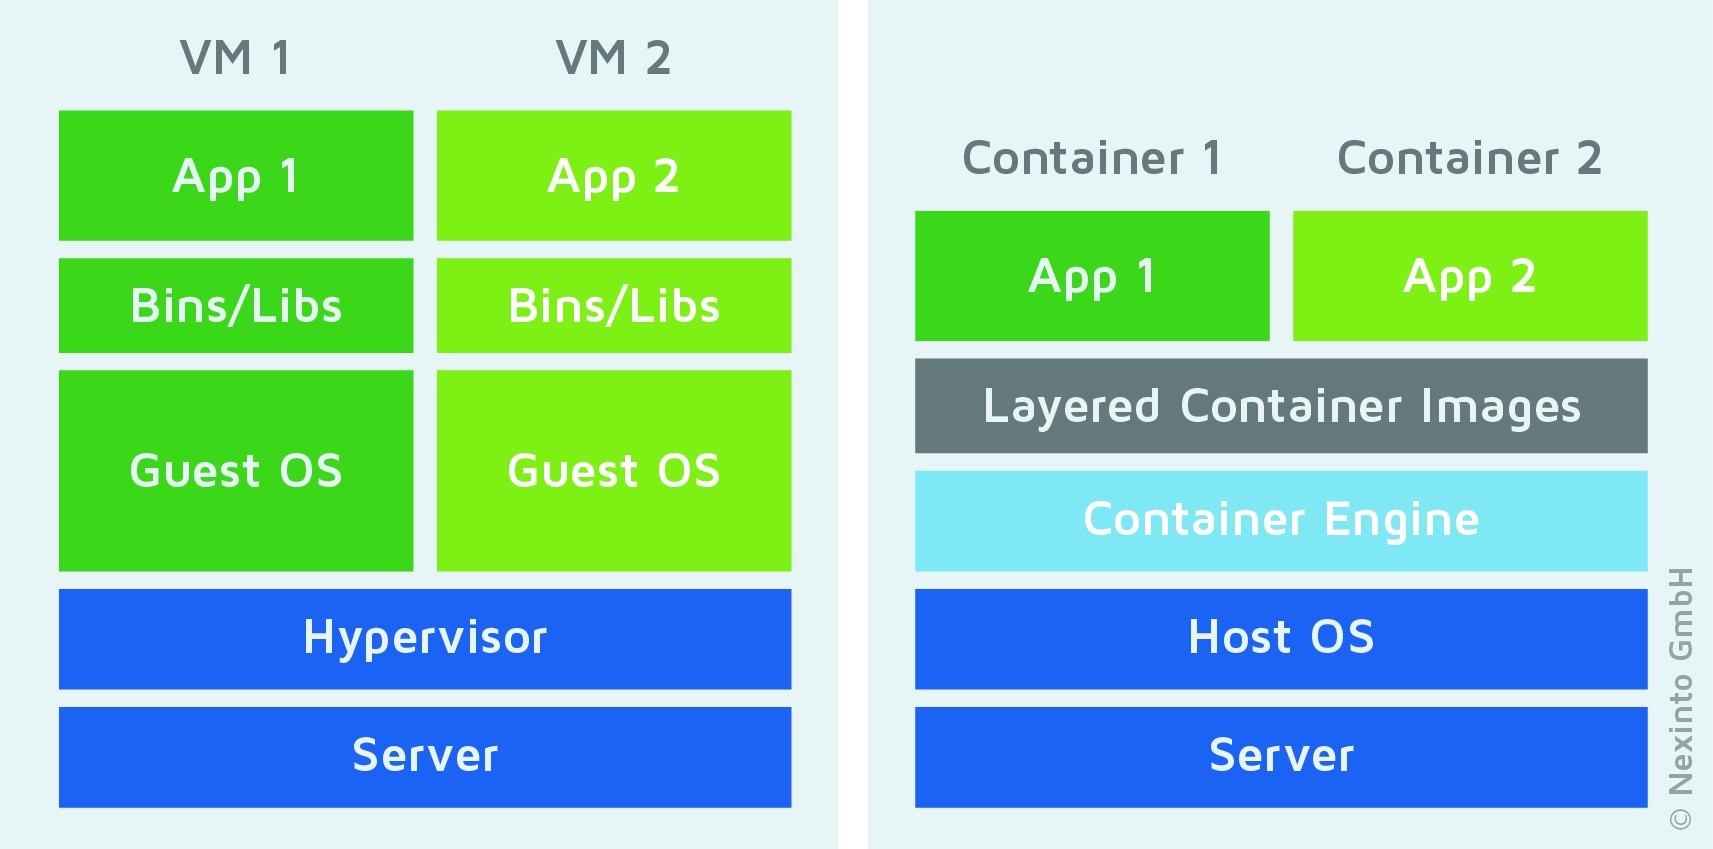 VM 1
VM 2
App 1
App 2
Bins/Libs
Bins/Libs
Guest OS
Guest OS
Hypervisor
Server
Container 1
Container 2
App 1
App 2
Layered Container Images
Container Engine
Host OS
Server
© Nexinto GmbH